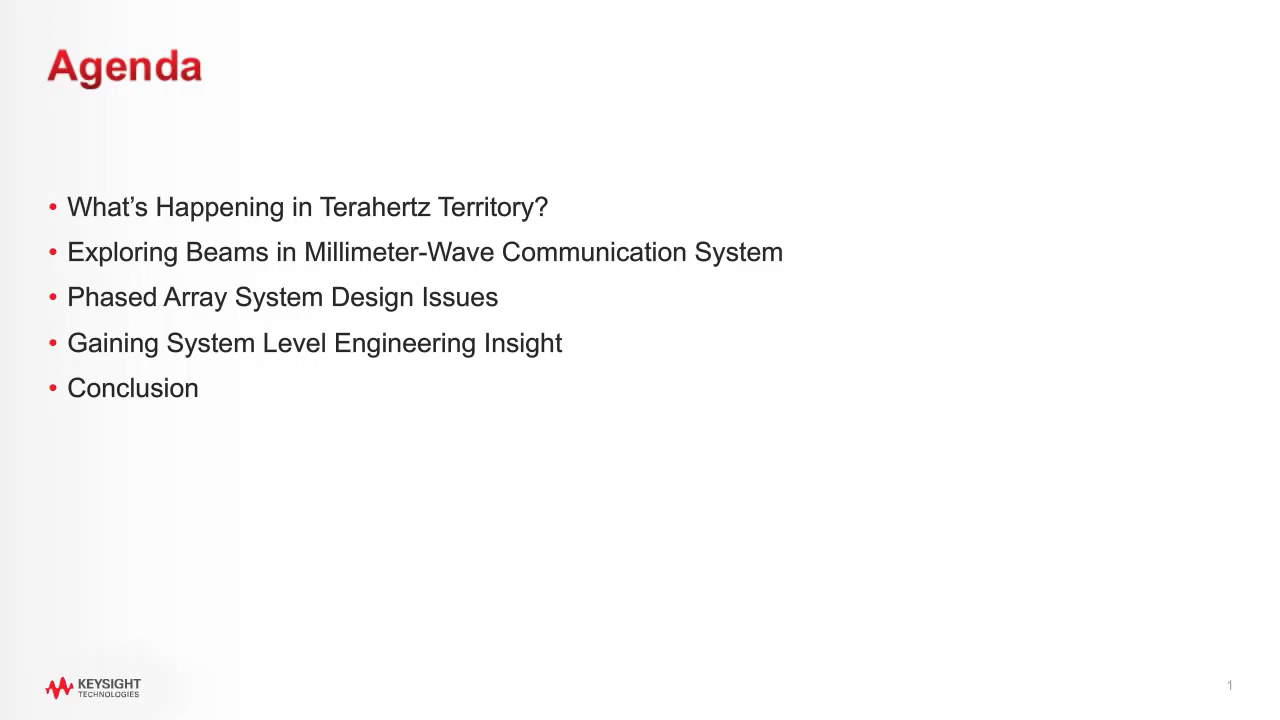 Agenda
• What’s Happening in Terahertz Territory?
• Exploring Beams in Millimeter-Wave Communication System
• Phased Array System Design Issues
• Gaining System Level Engineering Insight
• Conclusion
KEYSIGHT
TECHNOLOGIES
1